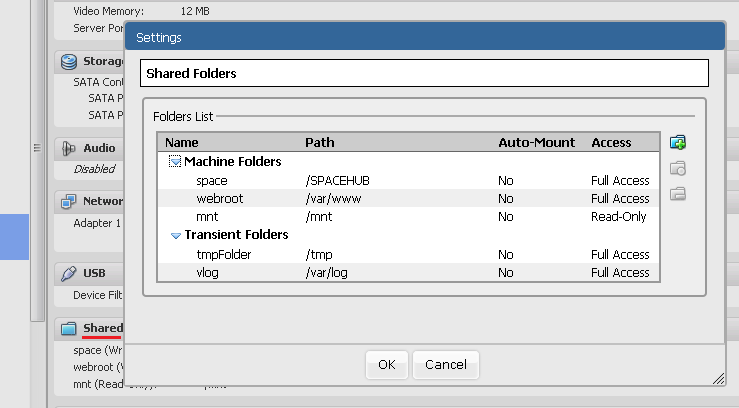 Video Memory: 12 MB
Server Por
Settings
Shared Folders
Storag
SATA Con
SATA P
SATA P
Folders List
Name Path Auto-Mount Access
Audio
Disabled
Machine Folders
space /SPACEHUB No Full Access
webroot /var/www No Full Access
mnt /mnt No Read-Only
Networ
Adapter 1
Transient Folders
tmpFolder /tmp No Full Access
vlog /var/log No Full Access
USB
Device Filt
Shared
space (Wr
webroot (
mnt (Read-
OK Cancel